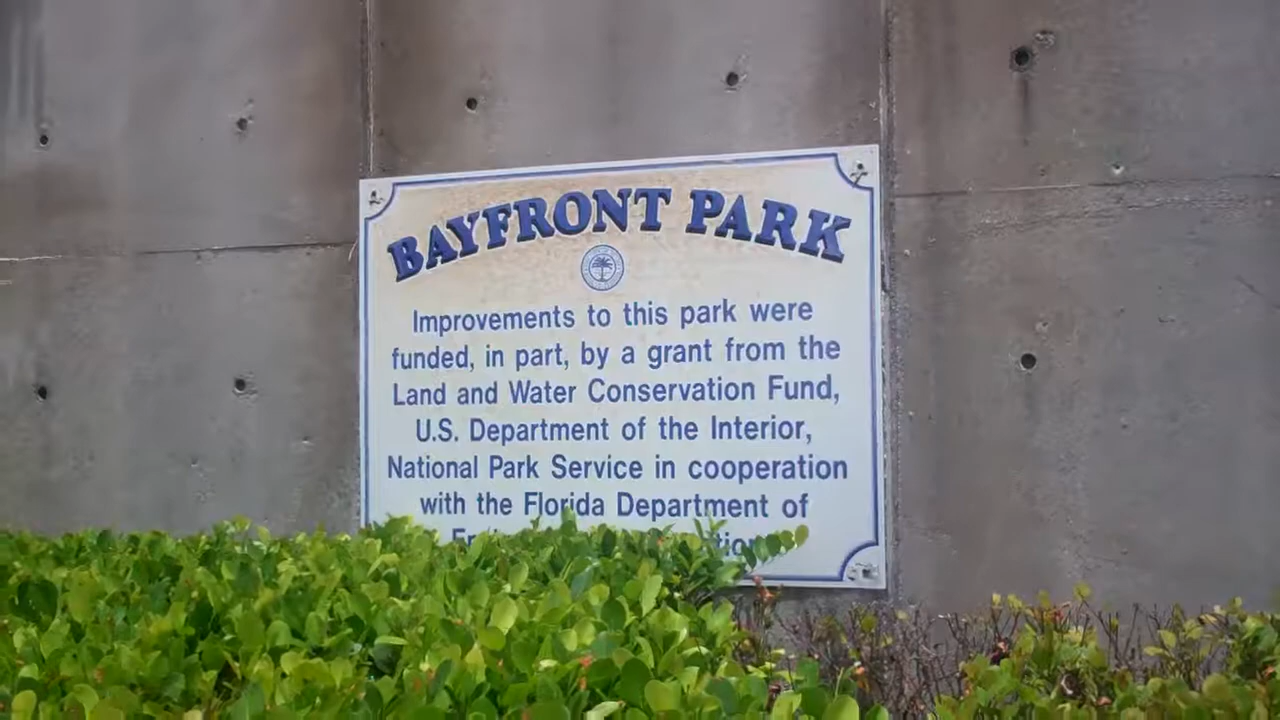 BAYFRONT PARK
Improvements to this park were
funded, in part, by a grant from the
Land and Water Conservation Fund,
U.S. Department of the Interior,
National Park Service in cooperation
with the Florida Department of